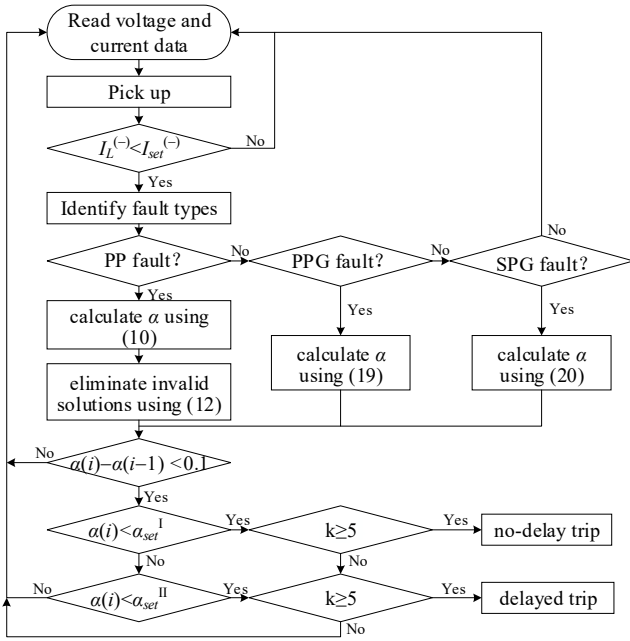 Read voltage and
current data
Pick up
I_L^(−)<I_set^(−)
No
Yes
Identify fault types
PP fault?
No
PPG fault?
No
SPG fault?
No
Yes
Yes
Yes
calculate α using
(10)
calculate α
using (19)
calculate α
using (20)
eliminate invalid
solutions using (12)
No
α(i)−α(i−1) <0.1
Yes
α(i)<α_set^I
Yes
k≥5
Yes
no-delay trip
No
No
No
α(i)<α_set^II
Yes
k≥5
Yes
delayed trip
No